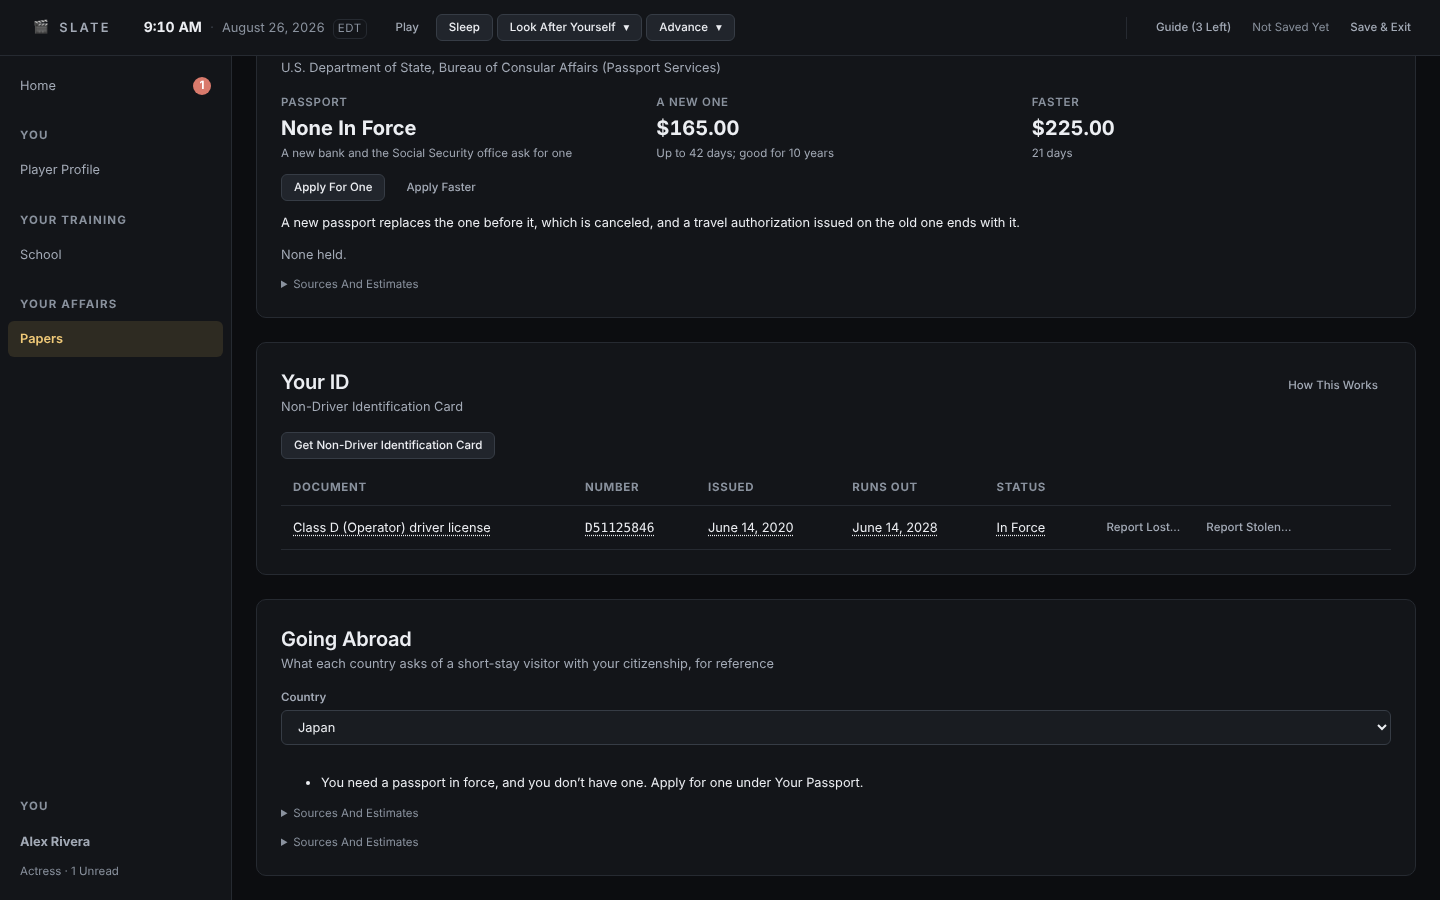 SLATE
9:10 AM · August 26, 2026 EDT
Play
Sleep
Look After Yourself ▾
Advance ▾
Guide (3 Left)
Not Saved Yet
Save & Exit
Home 1
YOU
Player Profile
YOUR TRAINING
School
YOUR AFFAIRS
Papers
YOU
Alex Rivera
Actress · 1 Unread
U.S. Department of State, Bureau of Consular Affairs (Passport Services)
PASSPORT
None In Force
A new bank and the Social Security office ask for one
A NEW ONE
$165.00
Up to 42 days; good for 10 years
FASTER
$225.00
21 days
Apply For One
Apply Faster
A new passport replaces the one before it, which is canceled, and a travel authorization issued on the old one ends with it.
None held.
Sources And Estimates
Your ID
Non-Driver Identification Card
How This Works
Get Non-Driver Identification Card
DOCUMENT NUMBER ISSUED RUNS OUT STATUS
Class D (Operator) driver license D51125846 June 14, 2020 June 14, 2028 In Force Report Lost... Report Stolen...
Going Abroad
What each country asks of a short-stay visitor with your citizenship, for reference
Country
Japan
• You need a passport in force, and you don’t have one. Apply for one under Your Passport.
Sources And Estimates
Sources And Estimates